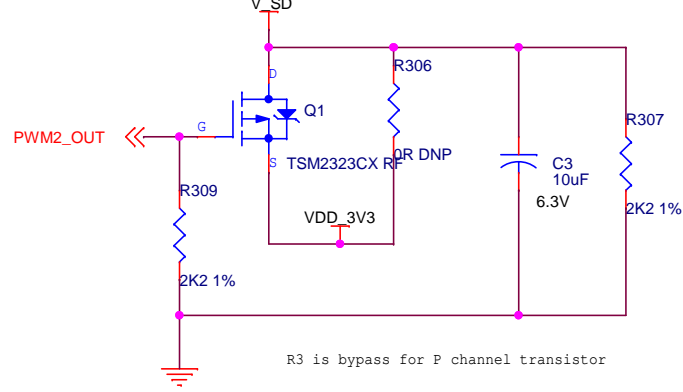 V_SD
D
R306
Q1
G
PWM2_OUT
R307
0R DNP
S
TSM2323CX RF
C3
10uF
6.3V
R309
VDD_3V3
2K2 1%
2K2 1%
R3 is bypass for P channel transistor